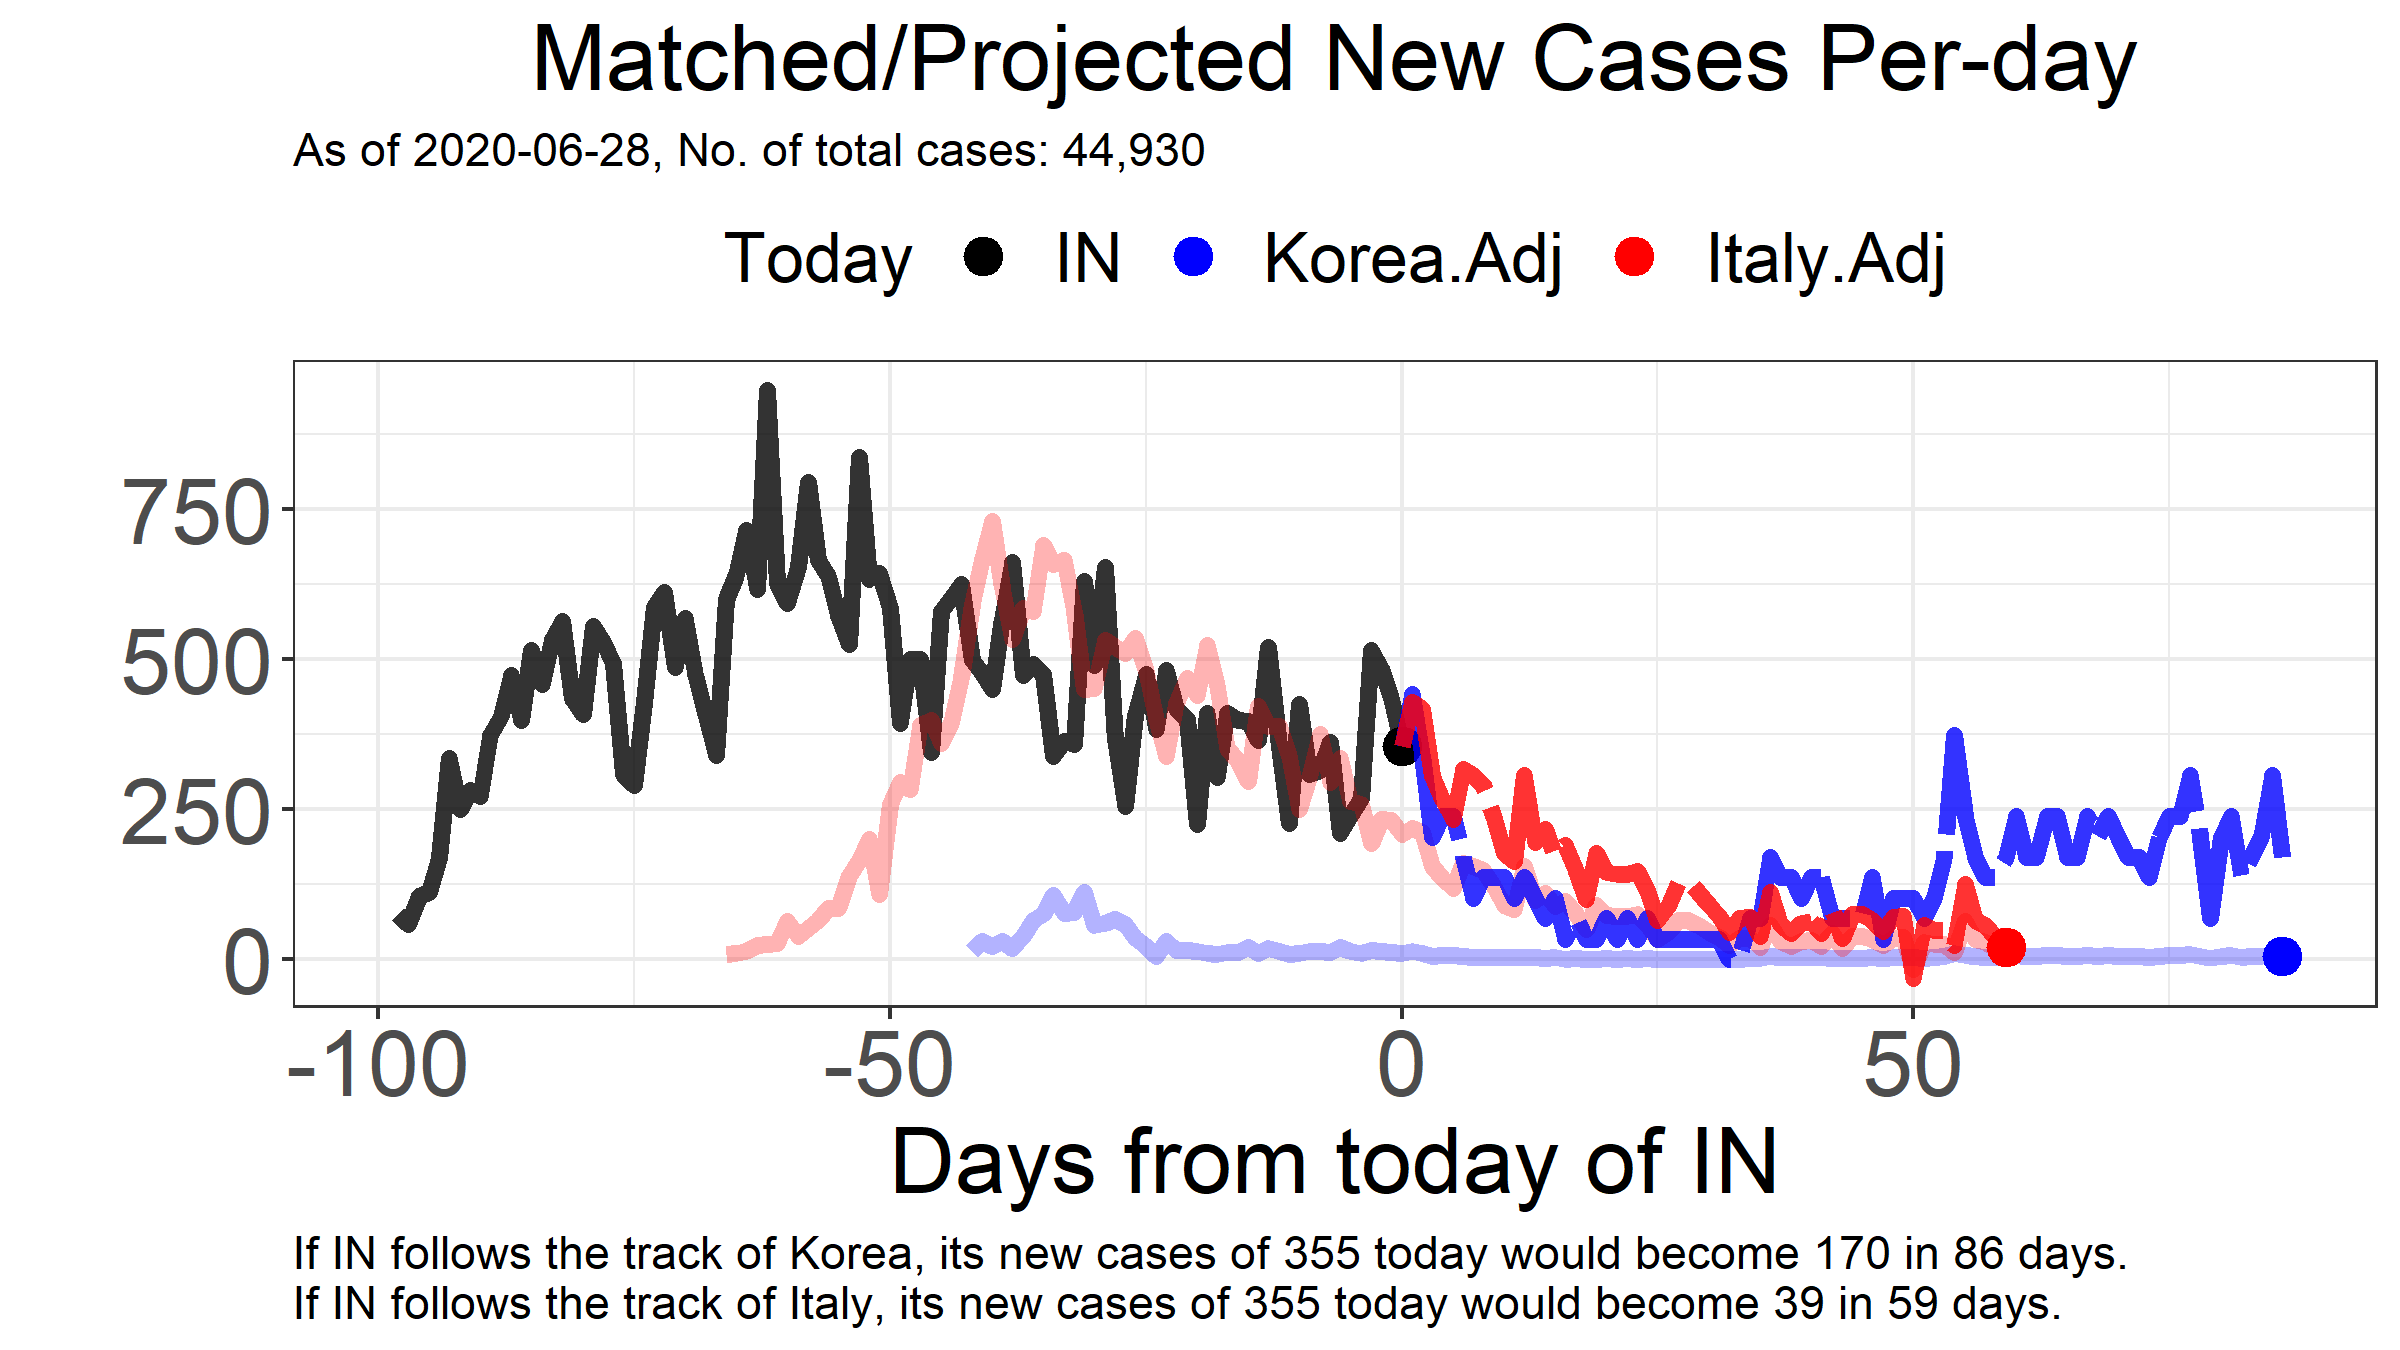 Matched/Projected New Cases Per-day
As of 2020-06-28, No. of total cases: 44,930
Today IN Korea.Adj Italy.Adj
750
500
250
0
-100 -50 0 50
Days from today of IN
If IN follows the track of Korea, its new cases of 355 today would become 170 in 86 days.
If IN follows the track of Italy, its new cases of 355 today would become 39 in 59 days.